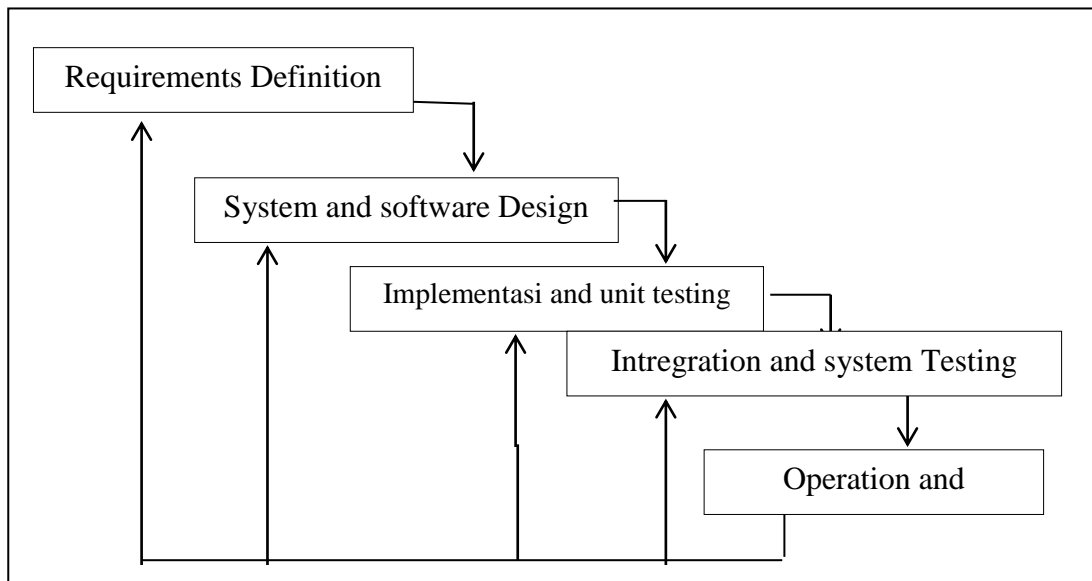 Requirements Definition
System and software Design
Implementasi and unit testing
Intregration and system Testing
Operation and